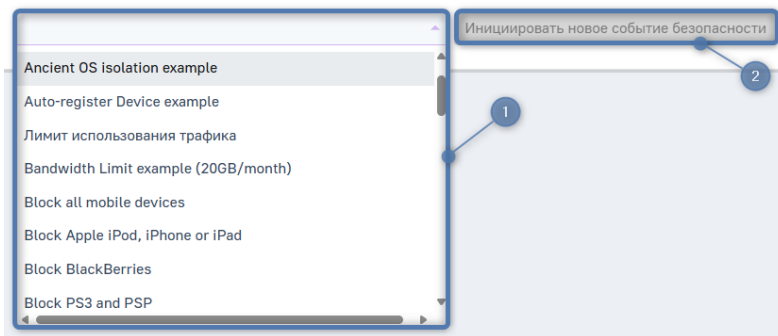 Инициировать новое событие безопасности
Ancient OS isolation example
2
Auto-register Device example
1
Лимит использования трафика
Bandwidth Limit example (20GB/month)
Block all mobile devices
Block Apple iPod, iPhone or iPad
Block BlackBerries
Block PS3 and PSP